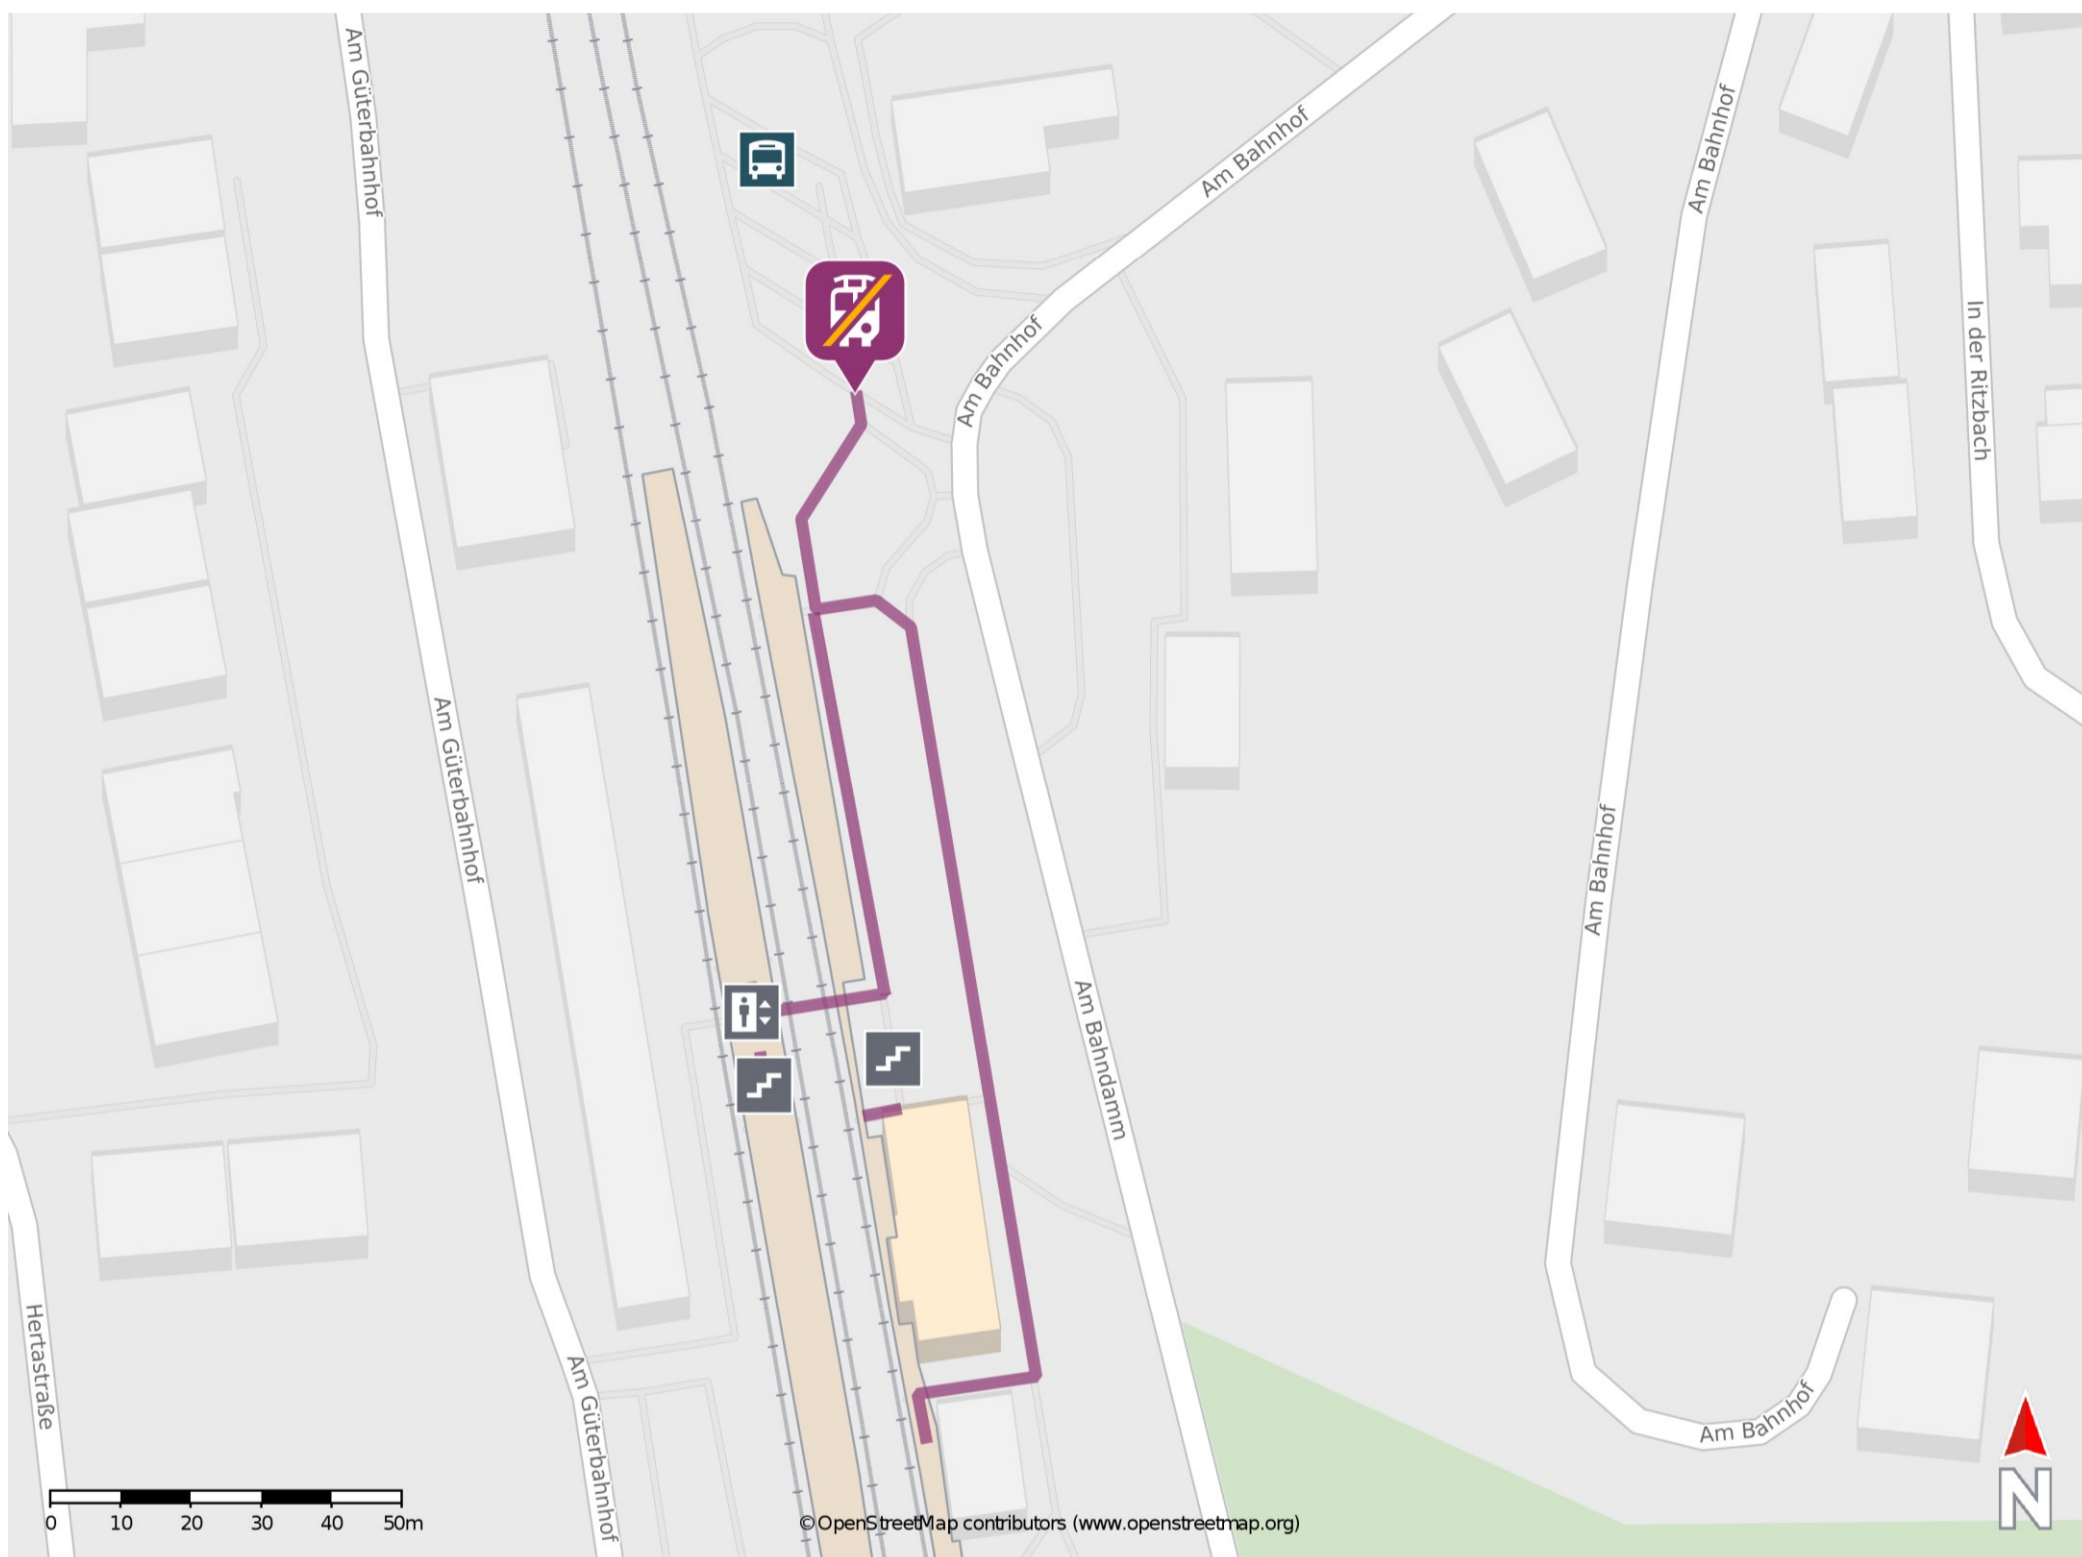 Am Güterbahnhof
Am Bahnhof
Am Bahnhof
Am Bahnhof
In der Ritzbach
Am Güterbahnhof
Am Bahnhof
Am Bahndamm
Hertastraße
Am Güterbahnhof
Am Bahnhof
N
0 10 20 30 40 50m
© OpenStreetMap contributors (www.openstreetmap.org)